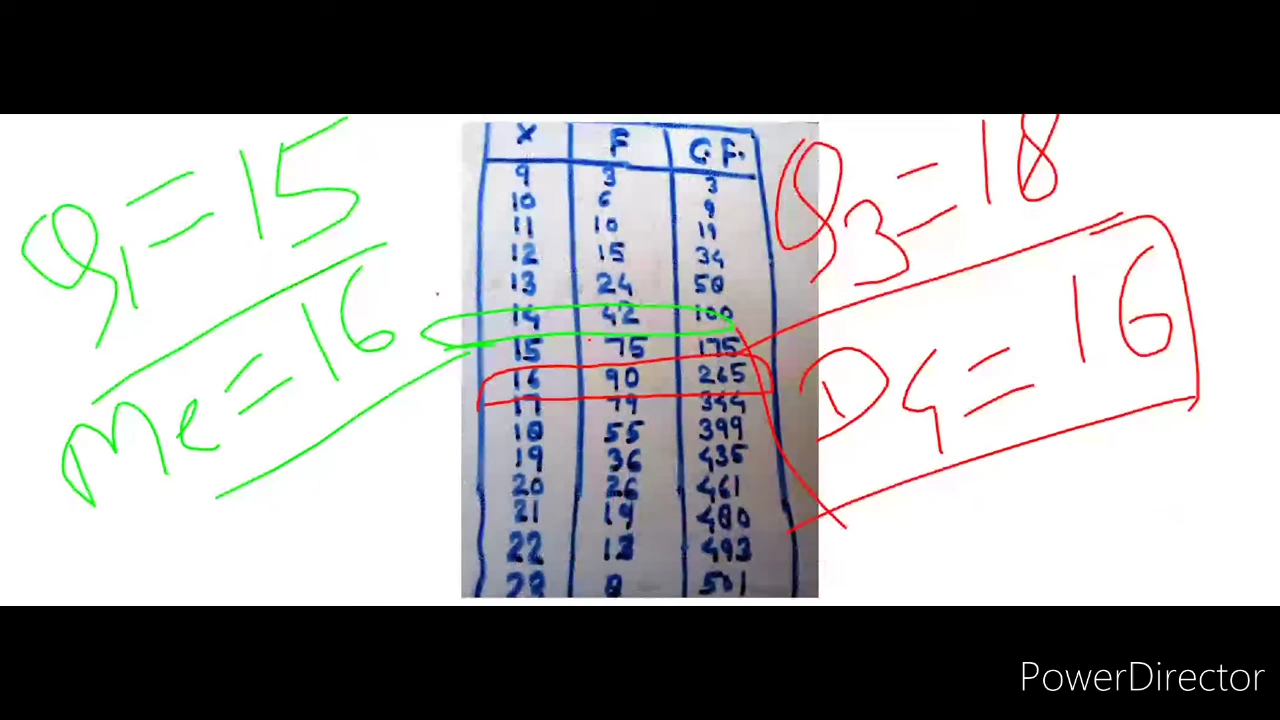 Q1 = 15
Me = 16
X F C.F.
9 3 3
10 6 9
11 10 19
12 15 34
13 24 58
14 42 100
15 75 175
16 90 265
17 79 344
18 55 399
19 36 435
20 26 461
21 19 480
22 13 493
23 8 501
Q3 = 18
D4 = 16
PowerDirector